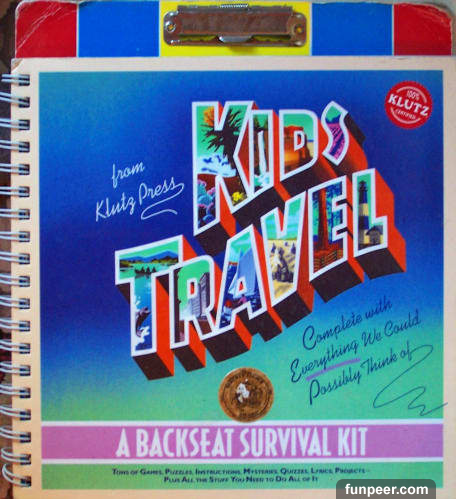 100%
KLUTZ
CERTIFIED
KIDS
from
Klutz Press
TRAVEL
Complete with
Everything We Could
Possibly Think of
A BACKSEAT SURVIVAL KIT
TONS OF GAMES, PUZZLES, INSTRUCTIONS, MYSTERIES, QUIZZES, LYRICS, PROJECTS–
PLUS ALL THE STUFF YOU NEED TO DO ALL OF IT
funpeer.com